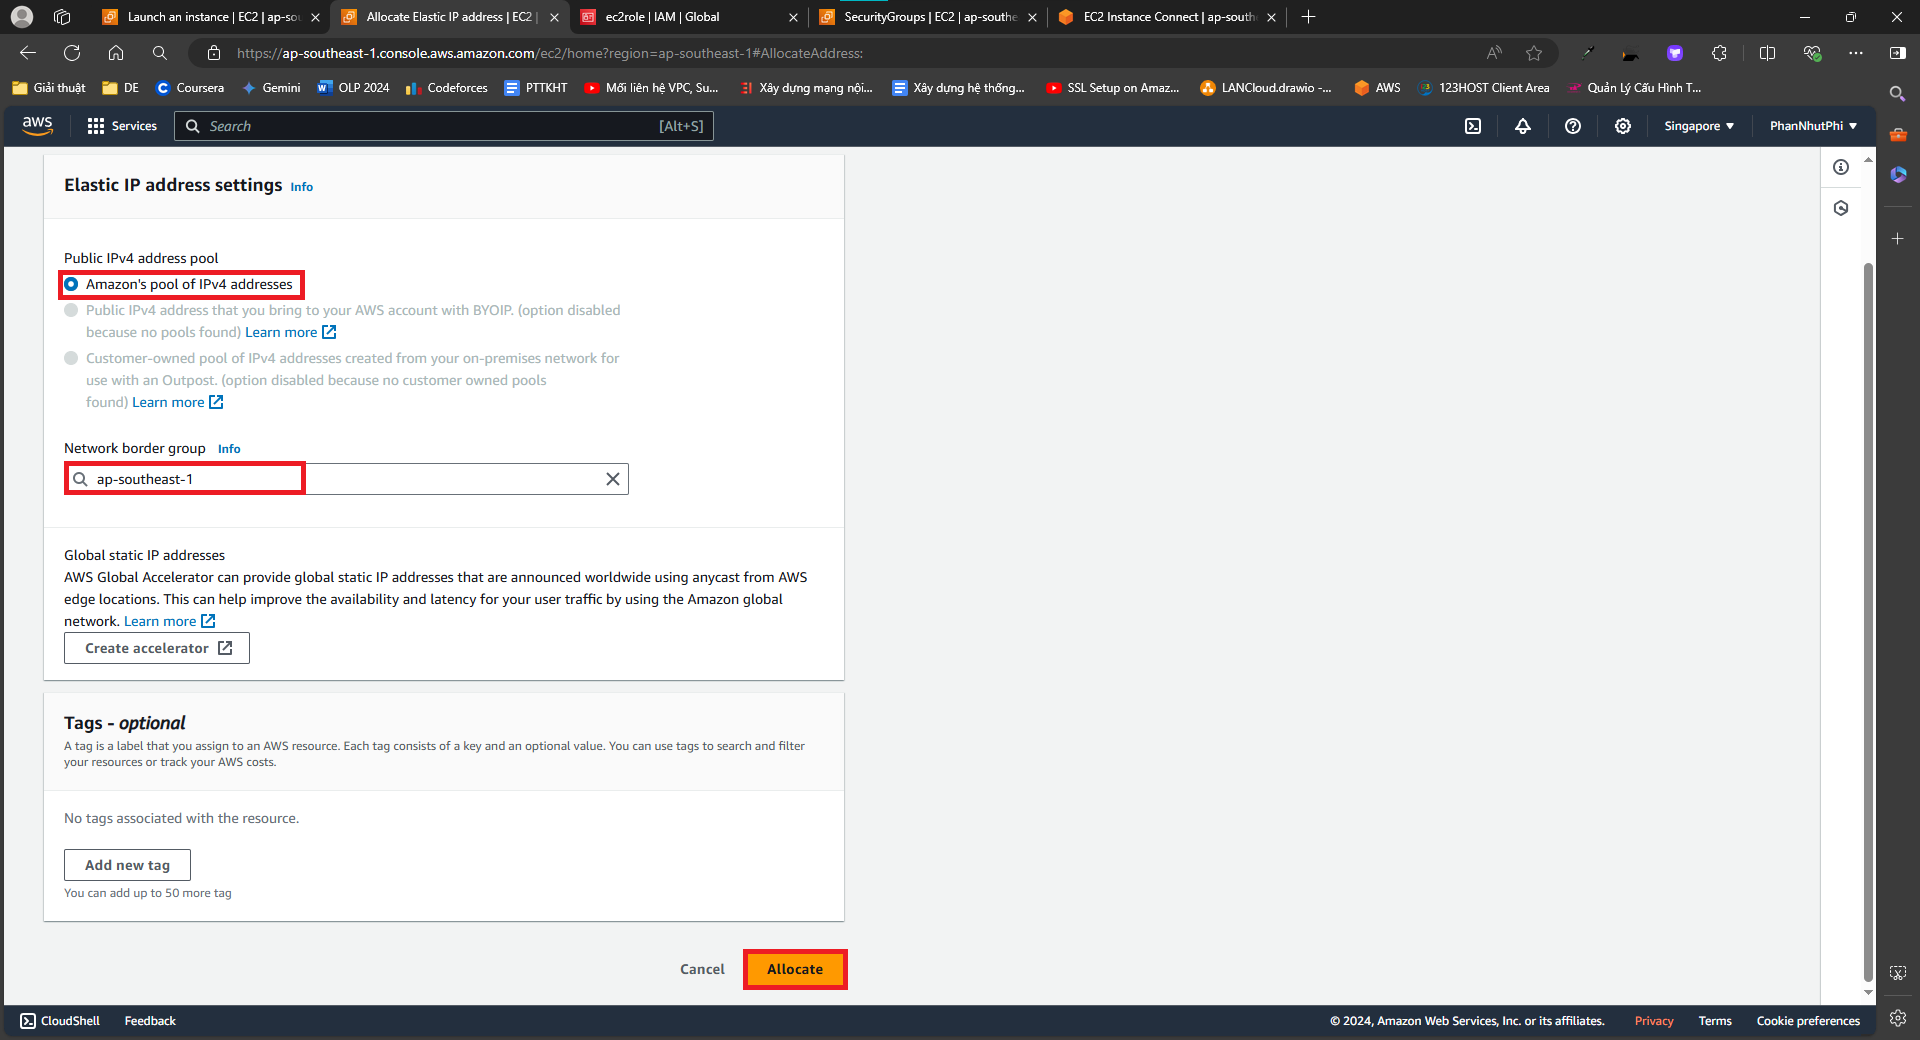 Launch an instance | EC2 | ap-sou
Allocate Elastic IP address | EC2 |
ec2role | IAM | Global
SecurityGroups | EC2 | ap-southe
EC2 Instance Connect | ap-south
https://ap-southeast-1.console.aws.amazon.com/ec2/home?region=ap-southeast-1#AllocateAddress:
Giải thuật
DE
Coursera
Gemini
OLP 2024
Codeforces
PTTKHT
Mối liên hệ VPC, Su...
Xây dựng mạng nội...
Xây dựng hệ thống...
SSL Setup on Amaz...
LANCloud.drawio -...
AWS
123HOST Client Area
Quản Lý Cấu Hình T...
aws
Services
Search
[Alt+S]
Singapore
PhanNhutPhi
Elastic IP address settings Info
Public IPv4 address pool
Amazon's pool of IPv4 addresses
Public IPv4 address that you bring to your AWS account with BYOIP. (option disabled
because no pools found) Learn more
Customer-owned pool of IPv4 addresses created from your on-premises network for
use with an Outpost. (option disabled because no customer owned pools
found) Learn more
Network border group Info
ap-southeast-1
Global static IP addresses
AWS Global Accelerator can provide global static IP addresses that are announced worldwide using anycast from AWS
edge locations. This can help improve the availability and latency for your user traffic by using the Amazon global
network. Learn more
Create accelerator
Tags - optional
A tag is a label that you assign to an AWS resource. Each tag consists of a key and an optional value. You can use tags to search and filter
your resources or track your AWS costs.
No tags associated with the resource.
Add new tag
You can add up to 50 more tag
Cancel
Allocate
CloudShell
Feedback
© 2024, Amazon Web Services, Inc. or its affiliates.
Privacy
Terms
Cookie preferences